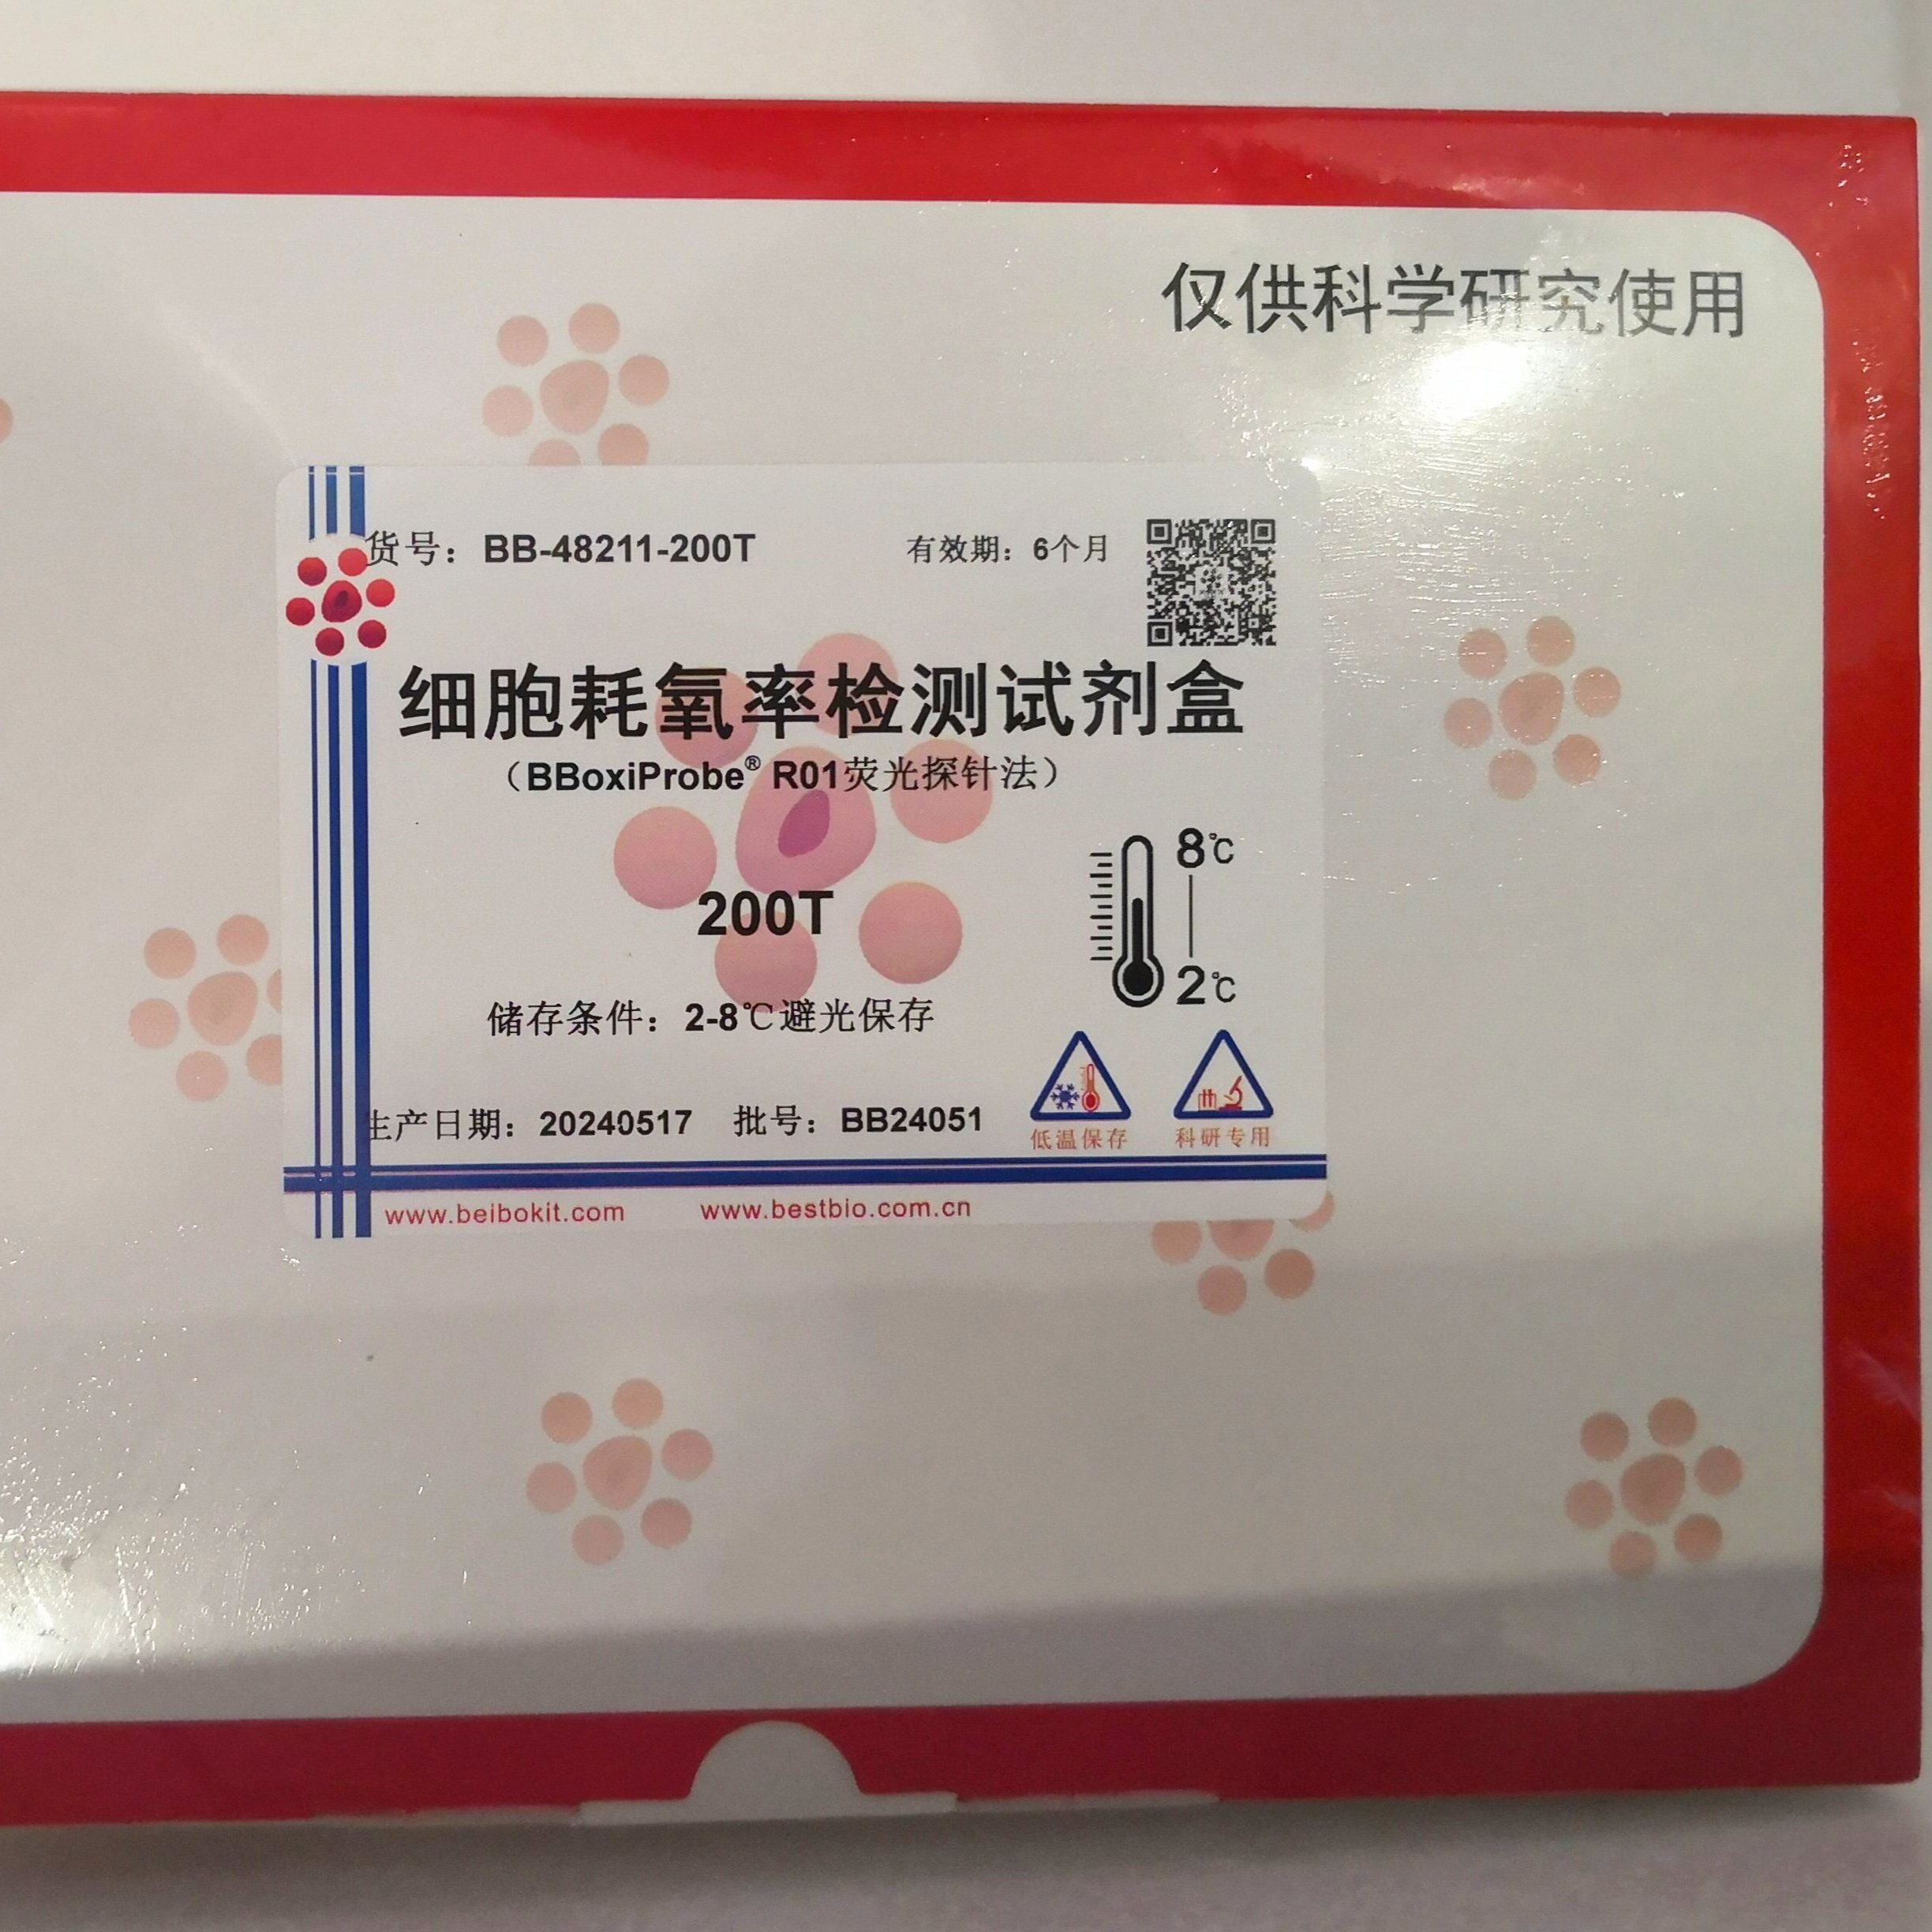 仅供科学研究使用
货号：BB-48211-200T 有效期：6个月
细胞耗氧率检测试剂盒
（BBoxiProbe® R01荧光探针法）
200T
8℃
2℃
储存条件：2-8℃避光保存
生产日期：20240517 批号：BB24051
低温保存 科研专用
www.beibokit.com www.bestbio.com.cn